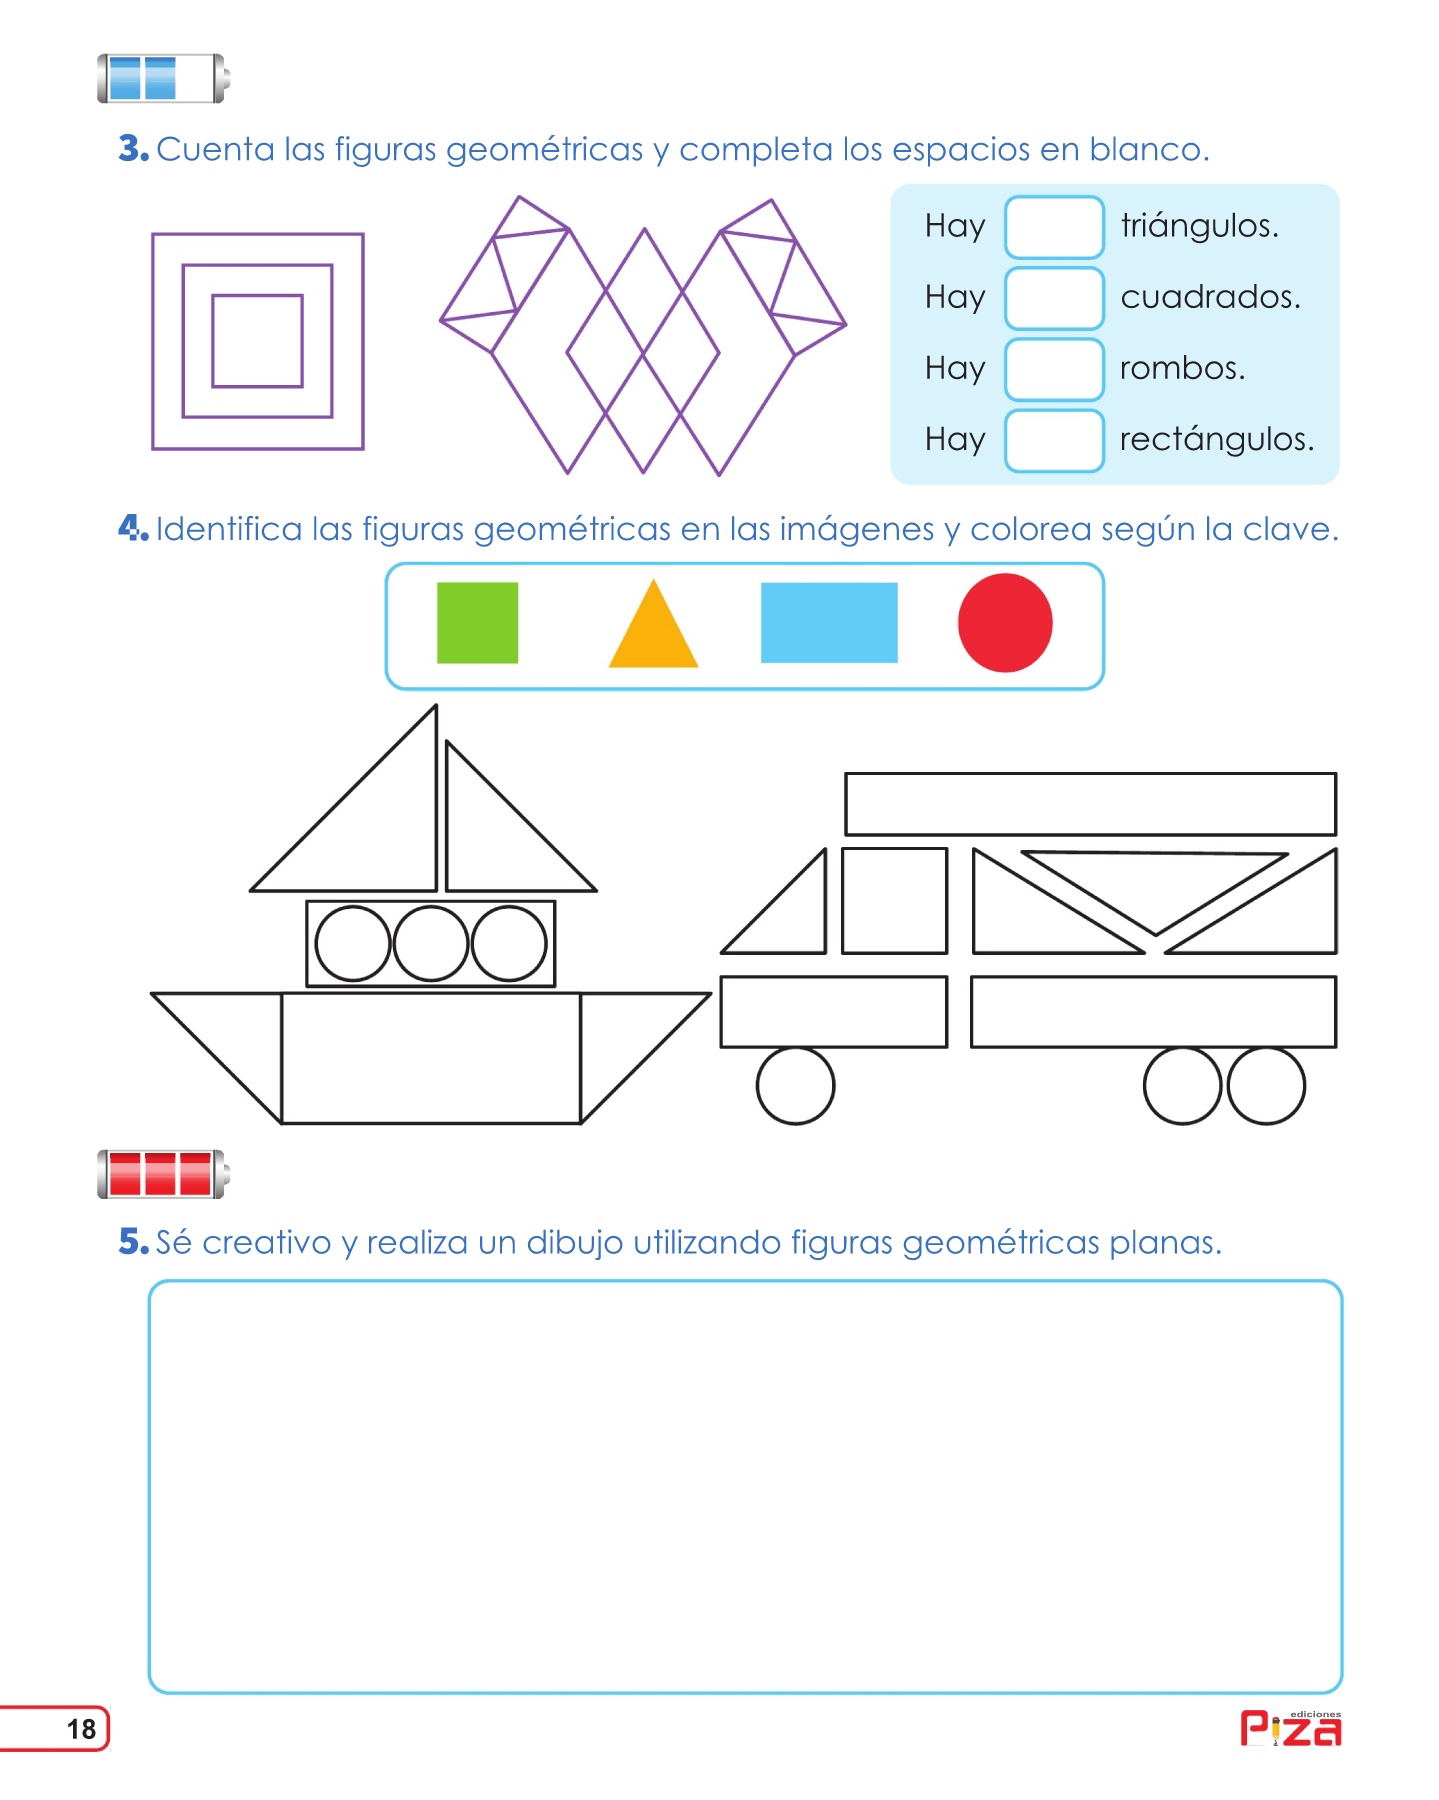 3. Cuenta las figuras geométricas y completa los espacios en blanco.
Hay triángulos.
Hay cuadrados.
Hay rombos.
Hay rectángulos.
4. Identifica las figuras geométricas en las imágenes y colorea según la clave.
5. Sé creativo y realiza un dibujo utilizando figuras geométricas planas.
18
ediciones
Piza